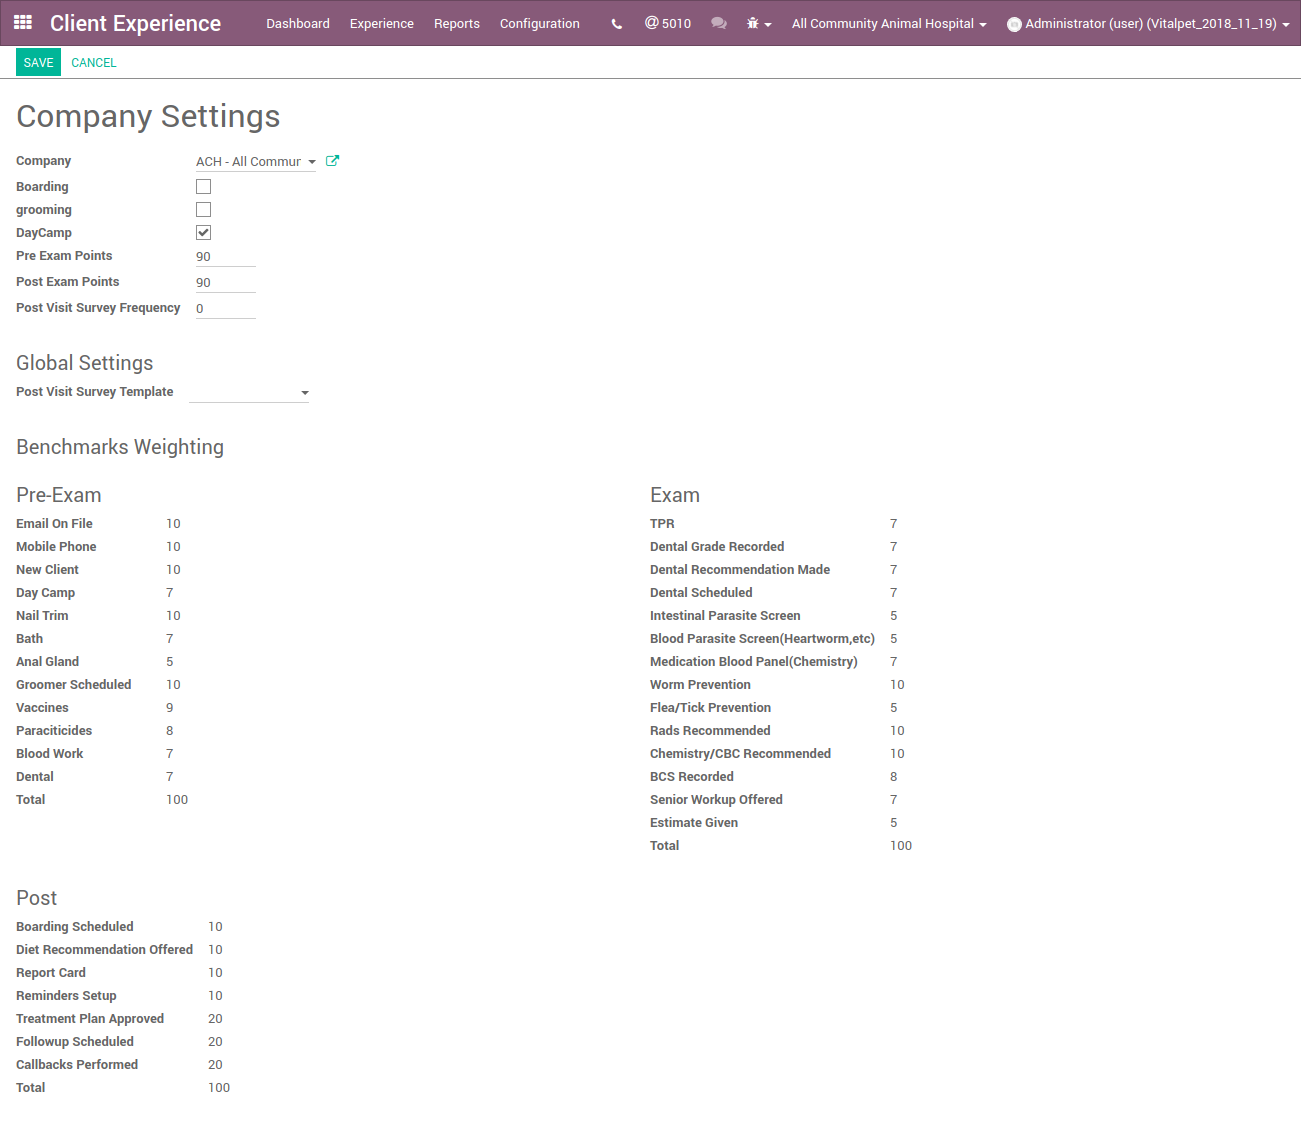 Client Experience Dashboard Experience Reports Configuration @ 5010 All Community Animal Hospital Administrator (user) (Vitalpet_2018_11_19)
SAVE CANCEL
Company Settings
Company ACH - All Commur
Boarding
grooming
DayCamp
Pre Exam Points 90
Post Exam Points 90
Post Visit Survey Frequency 0
Global Settings
Post Visit Survey Template
Benchmarks Weighting
Pre-Exam
Email On File 10
Mobile Phone 10
New Client 10
Day Camp 7
Nail Trim 10
Bath 7
Anal Gland 5
Groomer Scheduled 10
Vaccines 9
Paraciticides 8
Blood Work 7
Dental 7
Total 100
Exam
TPR 7
Dental Grade Recorded 7
Dental Recommendation Made 7
Dental Scheduled 7
Intestinal Parasite Screen 5
Blood Parasite Screen(Heartworm,etc) 5
Medication Blood Panel(Chemistry) 7
Worm Prevention 10
Flea/Tick Prevention 5
Rads Recommended 10
Chemistry/CBC Recommended 10
BCS Recorded 8
Senior Workup Offered 7
Estimate Given 5
Total 100
Post
Boarding Scheduled 10
Diet Recommendation Offered 10
Report Card 10
Reminders Setup 10
Treatment Plan Approved 20
Followup Scheduled 20
Callbacks Performed 20
Total 100